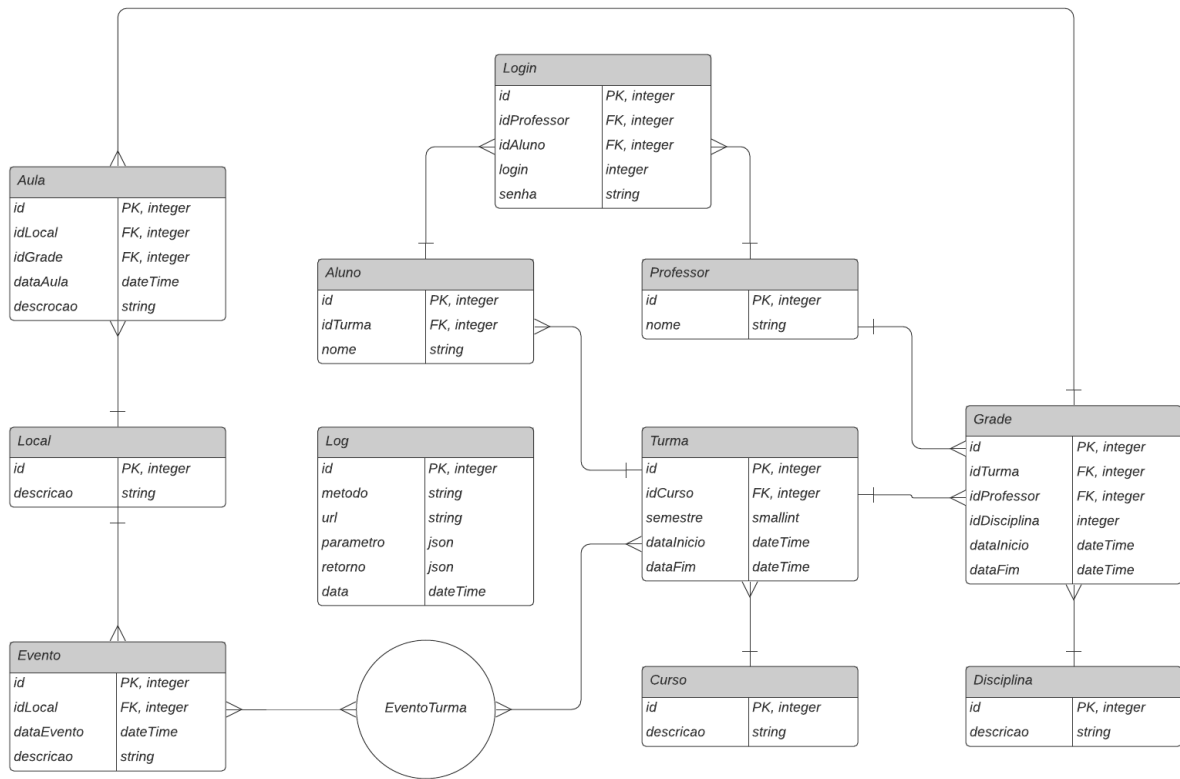 Login
id PK, integer
idProfessor FK, integer
idAluno FK, integer
login integer
senha string
Aula
id PK, integer
idLocal FK, integer
idGrade FK, integer
dataAula dateTime
descrocao string
Aluno
id PK, integer
idTurma FK, integer
nome string
Professor
id PK, integer
nome string
Local
id PK, integer
descricao string
Log
id PK, integer
metodo string
url string
parametro json
retorno json
data dateTime
Turma
id PK, integer
idCurso FK, integer
semestre smallint
dataInicio dateTime
dataFim dateTime
Grade
id PK, integer
idTurma FK, integer
idProfessor FK, integer
idDisciplina integer
dataInicio dateTime
dataFim dateTime
Evento
id PK, integer
idLocal FK, integer
dataEvento dateTime
descricao string
EventoTurma
Curso
id PK, integer
descricao string
Disciplina
id PK, integer
descricao string